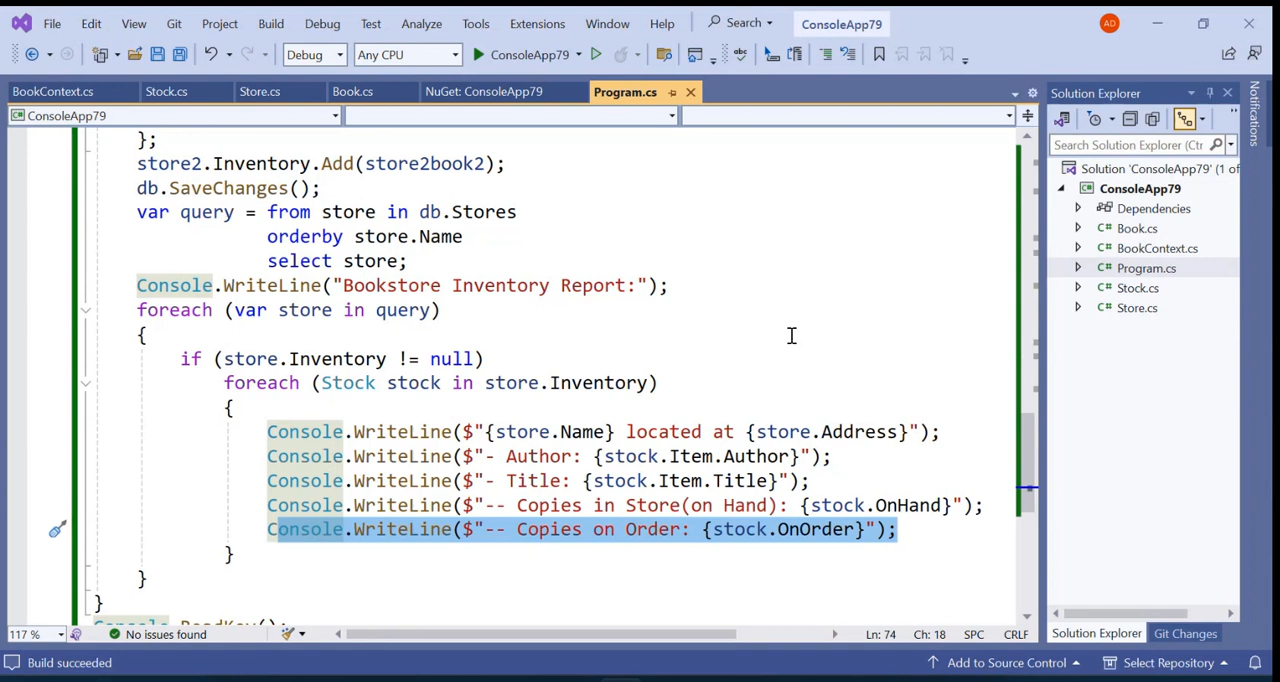 File Edit View Git Project Build Debug Test Analyze Tools Extensions Window Help Search ConsoleApp79 AD
Debug Any CPU ConsoleApp79 abc
BookContext.cs Stock.cs Store.cs Book.cs NuGet: ConsoleApp79 Program.cs
ConsoleApp79
};
store2.Inventory.Add(store2book2);
db.SaveChanges();
var query = from store in db.Stores
orderby store.Name
select store;
Console.WriteLine("Bookstore Inventory Report:");
foreach (var store in query)
{
if (store.Inventory != null)
foreach (Stock stock in store.Inventory)
{
Console.WriteLine($"{store.Name} located at {store.Address}");
Console.WriteLine($"- Author: {stock.Item.Author}");
Console.WriteLine($"- Title: {stock.Item.Title}");
Console.WriteLine($"-- Copies in Store(on Hand): {stock.OnHand}");
Console.WriteLine($"-- Copies on Order: {stock.OnOrder}");
}
}
}
Console.ReadKey();
117 % No issues found Ln: 74 Ch: 18 SPC CRLF
Solution Explorer
Search Solution Explorer (Ctr
Solution 'ConsoleApp79' (1 of
ConsoleApp79
Dependencies
C# Book.cs
C# BookContext.cs
C# Program.cs
C# Stock.cs
C# Store.cs
Solution Explorer Git Changes
Notifications
Build succeeded Add to Source Control Select Repository